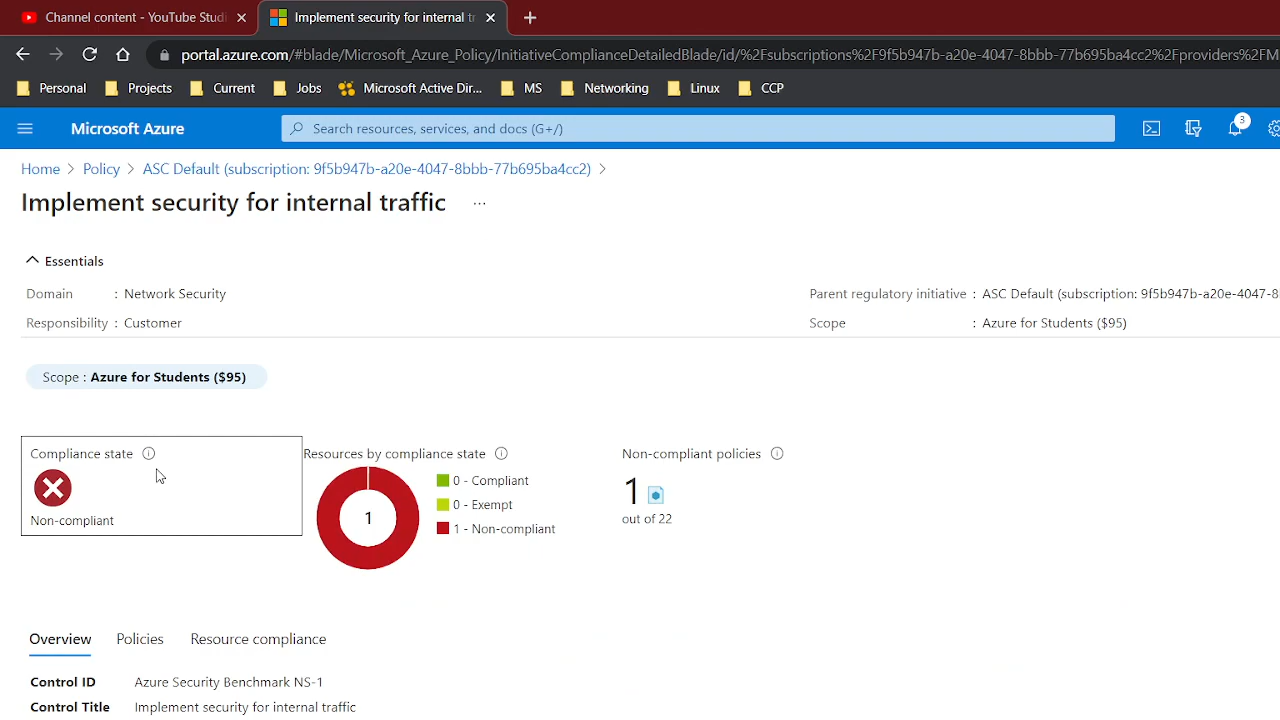 Channel content - YouTube Studi
Implement security for internal tr
portal.azure.com/#blade/Microsoft_Azure_Policy/InitiativeComplianceDetailedBlade/id/%2Fsubscriptions%2F9f5b947b-a20e-4047-8bbb-77b695ba4cc2%2Fproviders%2FM
Personal Projects Current Jobs Microsoft Active Dir... MS Networking Linux CCP
Microsoft Azure Search resources, services, and docs (G+/) 3
Home > Policy > ASC Default (subscription: 9f5b947b-a20e-4047-8bbb-77b695ba4cc2) >
Implement security for internal traffic ...
Essentials
Domain : Network Security
Parent regulatory initiative : ASC Default (subscription: 9f5b947b-a20e-4047-8
Responsibility : Customer
Scope : Azure for Students ($95)
Scope : Azure for Students ($95)
Compliance state
Non-compliant
Resources by compliance state
1
0 - Compliant
0 - Exempt
1 - Non-compliant
Non-compliant policies
1
out of 22
Overview Policies Resource compliance
Control ID Azure Security Benchmark NS-1
Control Title Implement security for internal traffic